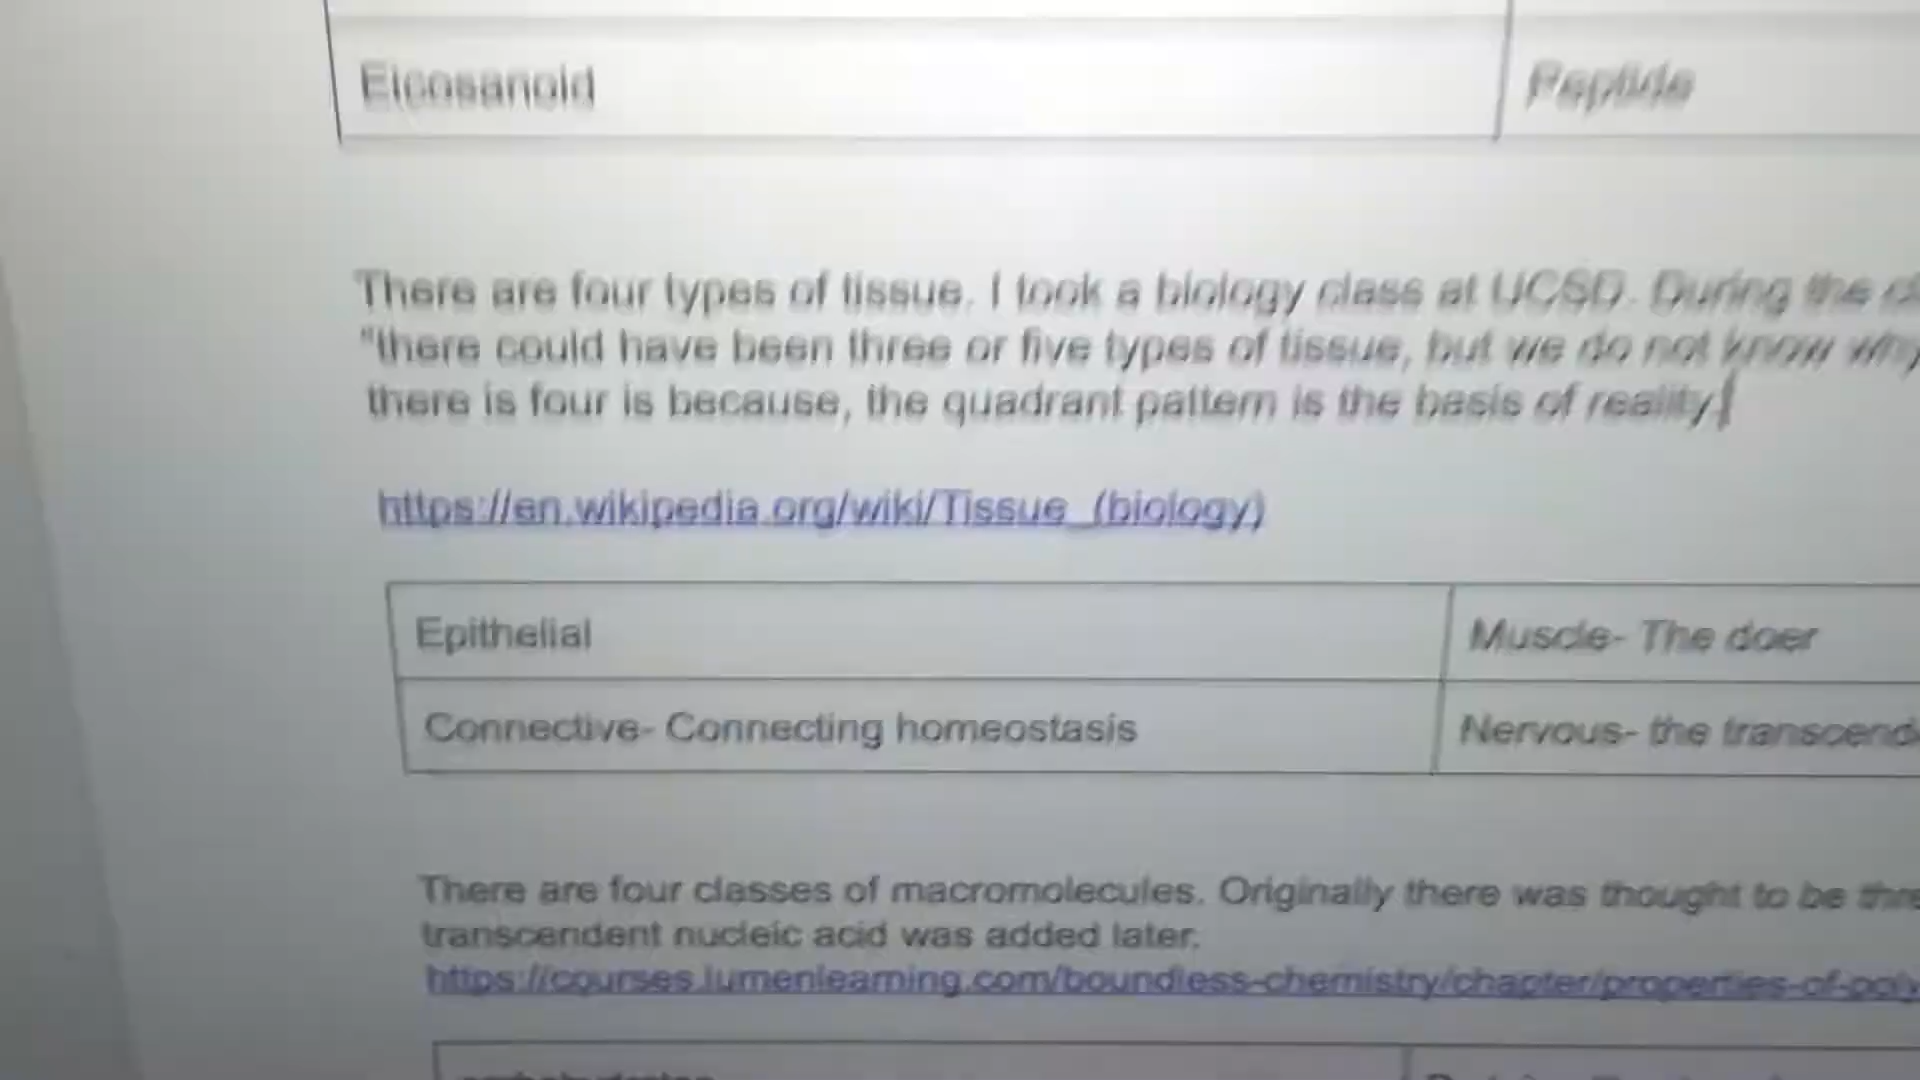 Eicosanoid Peptide
There are four types of tissue. I took a biology class at UCSD. During the
"there could have been three or five types of tissue, but we do not know why
there is four is because, the quadrant pattern is the basis of reality.
https://en.wikipedia.org/wiki/Tissue_(biology)
Epithelial Muscle- The doer
Connective- Connecting homeostasis Nervous- the transcend
There are four classes of macromolecules. Originally there was thought to be thre
transcendent nucleic acid was added later.
https://courses.lumenlearning.com/boundless-chemistry/chapter/properties-of-poly